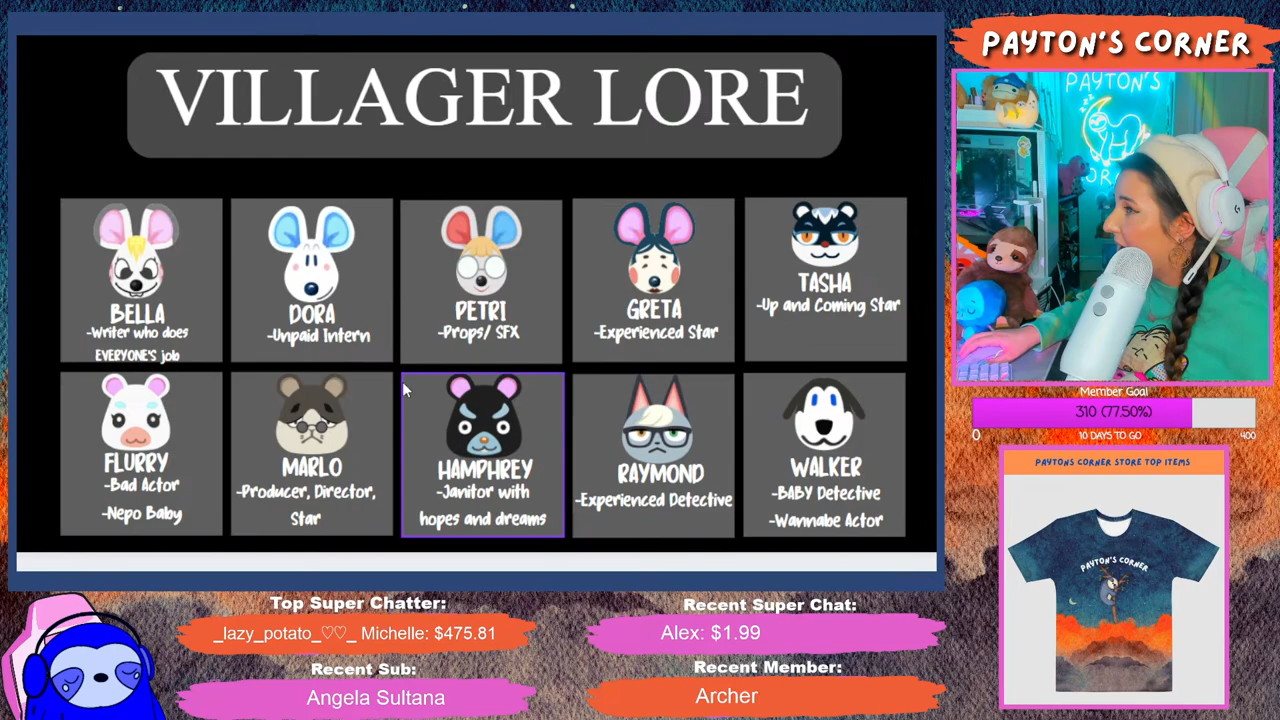 VILLAGER LORE
BELLA
-Writer who does
EVERYONE'S job
DORA
-Unpaid Intern
PETRI
-Props/ SFX
GRETA
-Experienced Star
TASHA
-Up and Coming Star
FLURRY
-Bad Actor
-Nepo Baby
MARLO
-Producer, Director,
Star
HAMPHREY
-Janitor with
hopes and dreams
RAYMOND
-Experienced Detective
WALKER
-BABY Detective
-Wannabe Actor
PAYTON'S CORNER
PAYTON'S
Member Goal
310 (77.50%)
0
10 DAYS TO GO
400
PAYTONS CORNER STORE TOP ITEMS
PAYTON'S CORNER
Top Super Chatter:
_lazy_potato_♡♡_ Michelle: $475.81
Recent Super Chat:
Alex: $1.99
Recent Sub:
Angela Sultana
Recent Member:
Archer